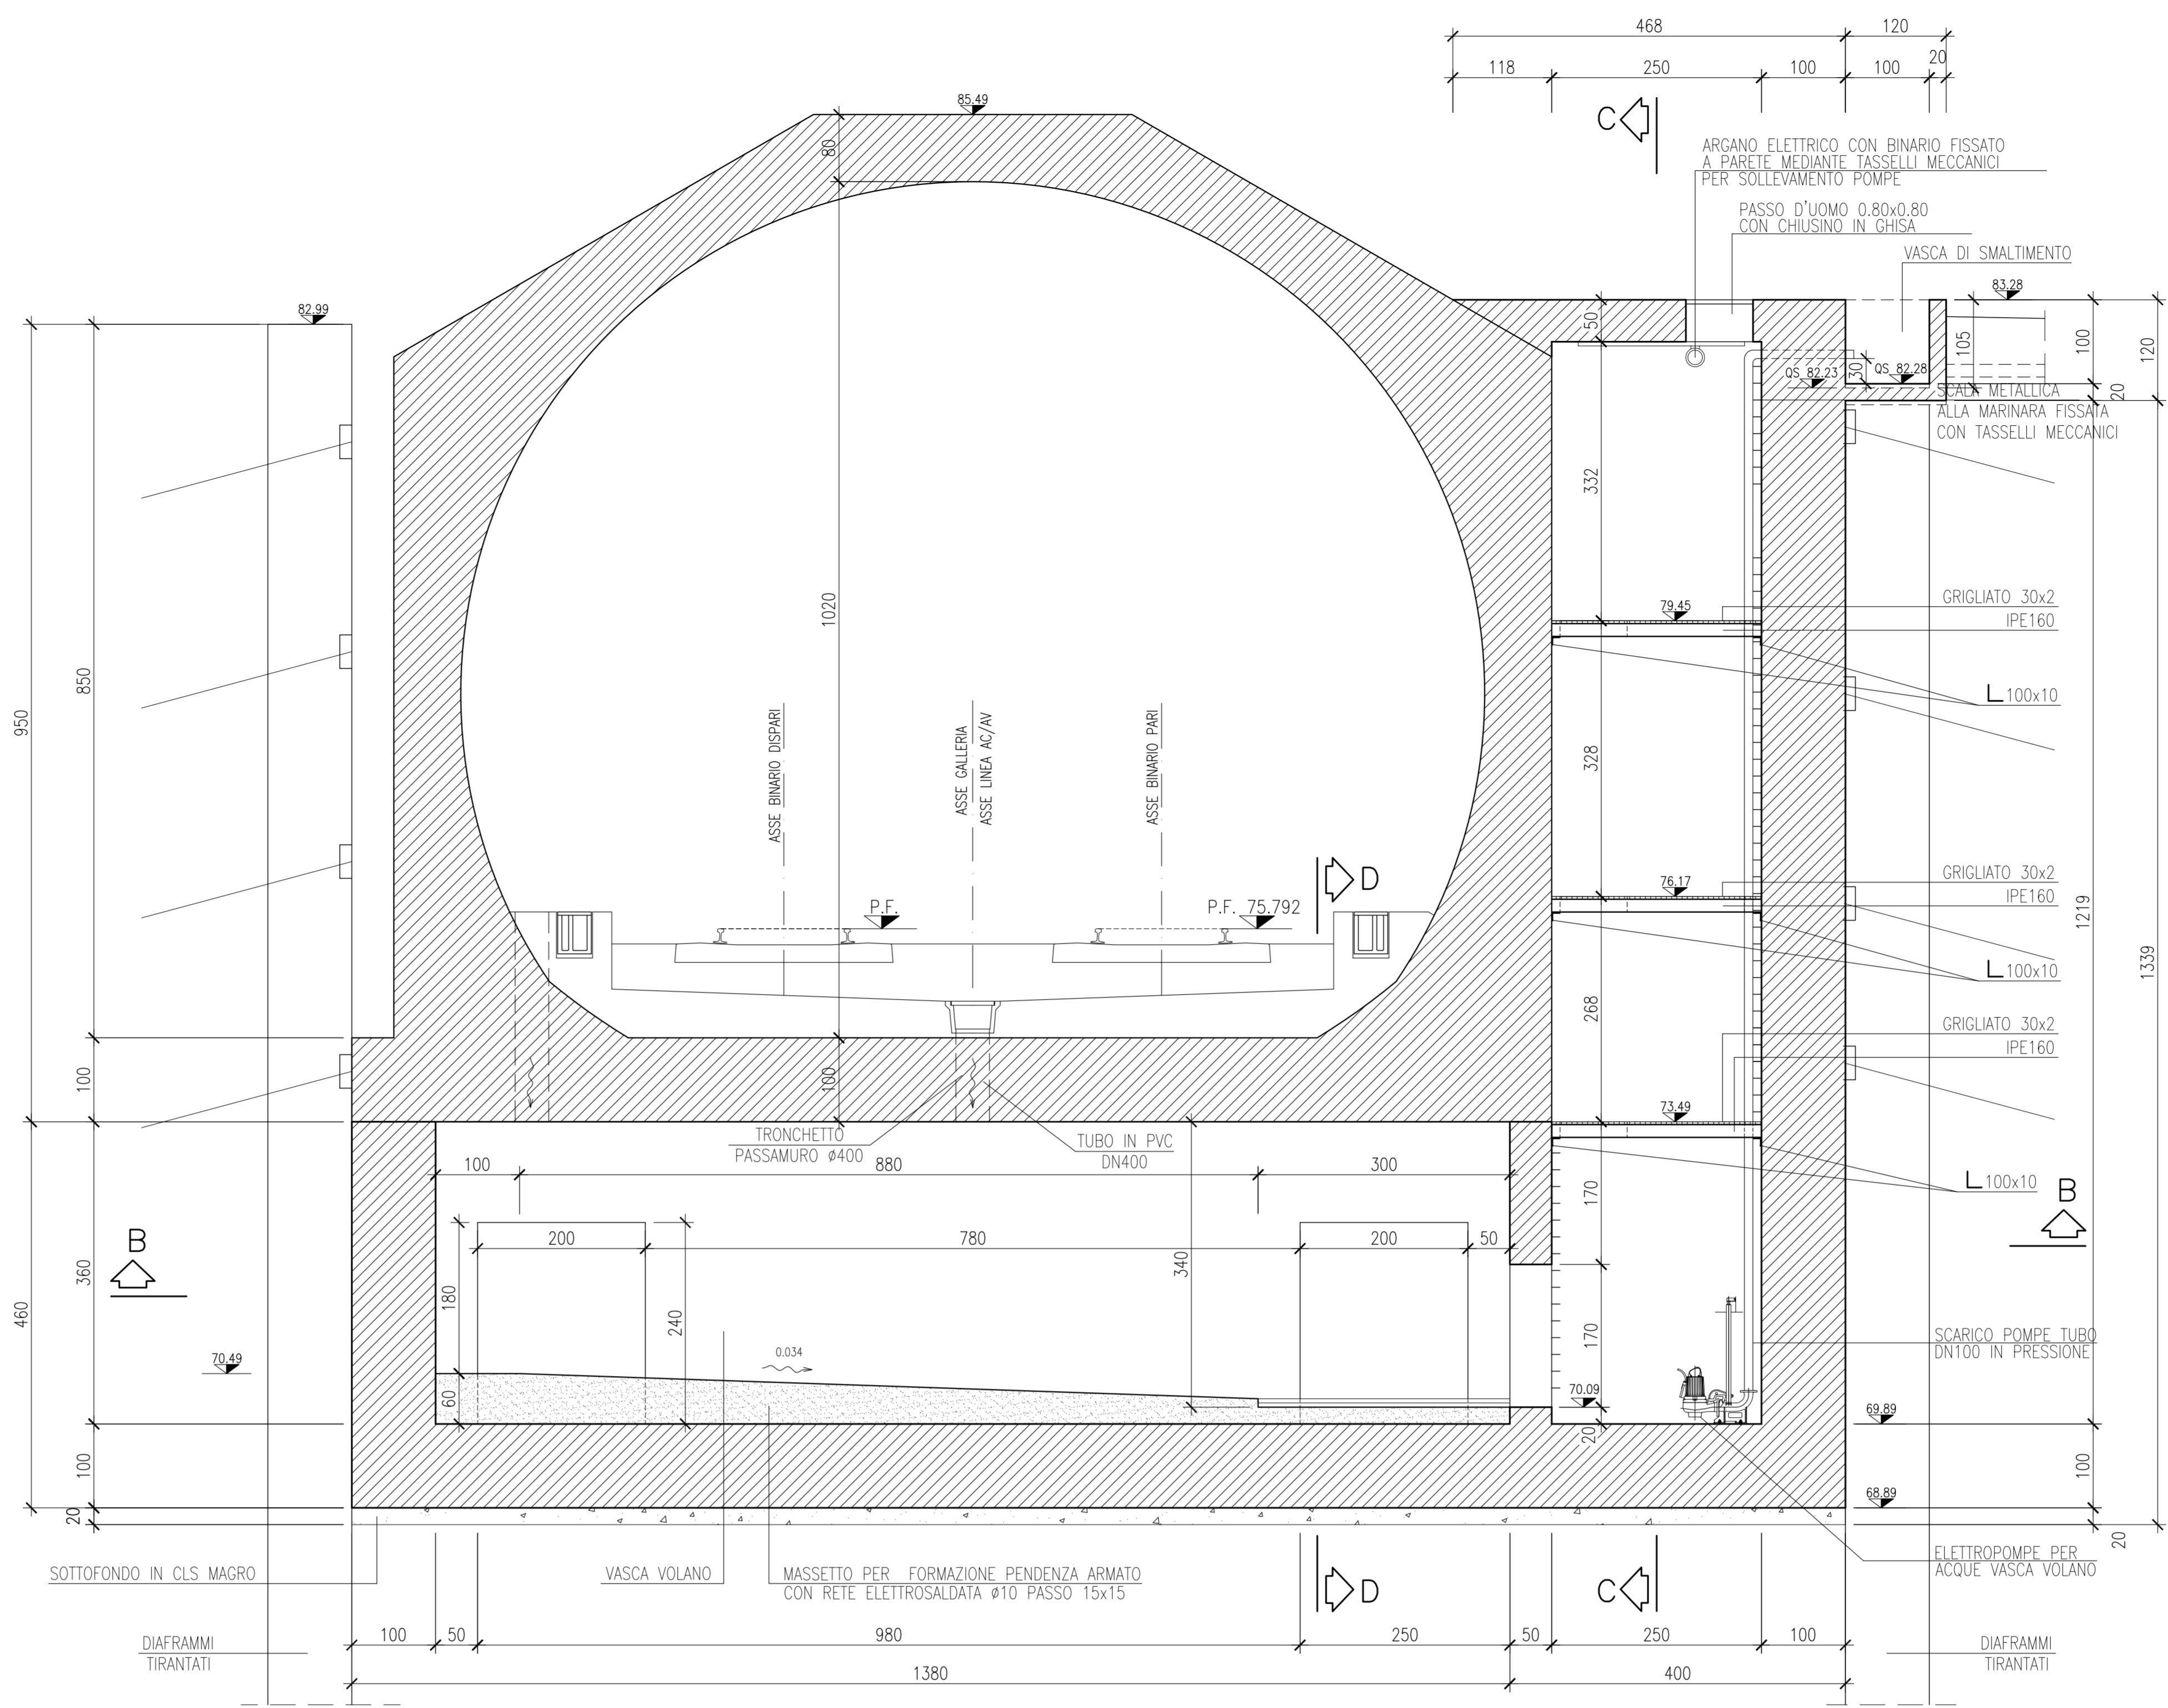 468
120
118
250
100
100
20
C
85.49
80
ARGANO ELETTRICO CON BINARIO FISSATO
A PARETE MEDIANTE TASSELLI MECCANICI
PER SOLLEVAMENTO POMPE
PASSO D'UOMO 0.80x0.80
CON CHIUSINO IN GHISA
VASCA DI SMALTIMENTO
82.99
83.28
50
105
100
120
30
QS 82.23
QS 82.28
20
SCALA METALLICA
ALLA MARINARA FISSATA
CON TASSELLI MECCANICI
332
79.45
GRIGLIATO 30x2
IPE160
1020
850
950
L 100x10
ASSE BINARIO DISPARI
ASSE GALLERIA
ASSE LINEA AC/AV
ASSE BINARIO PARI
328
D
76.17
GRIGLIATO 30x2
IPE160
P.F.
P.F. 75.792
1219
1339
L 100x10
268
GRIGLIATO 30x2
IPE160
100
100
73.49
TRONCHETTO
PASSAMURO ø400
TUBO IN PVC
DN400
100
880
300
170
L 100x10
B
B
200
780
200
50
340
360
460
180
240
170
0.034
SCARICO POMPE TUBO
DN100 IN PRESSIONE
70.49
60
70.09
20
69.89
100
100
68.89
20
20
SOTTOFONDO IN CLS MAGRO
VASCA VOLANO
MASSETTO PER FORMAZIONE PENDENZA ARMATO
CON RETE ELETTROSALDATA ø10 PASSO 15x15
D
C
ELETTROPOMPE PER
ACQUE VASCA VOLANO
DIAFRAMMI
TIRANTATI
100
50
980
250
50
250
100
DIAFRAMMI
TIRANTATI
1380
400